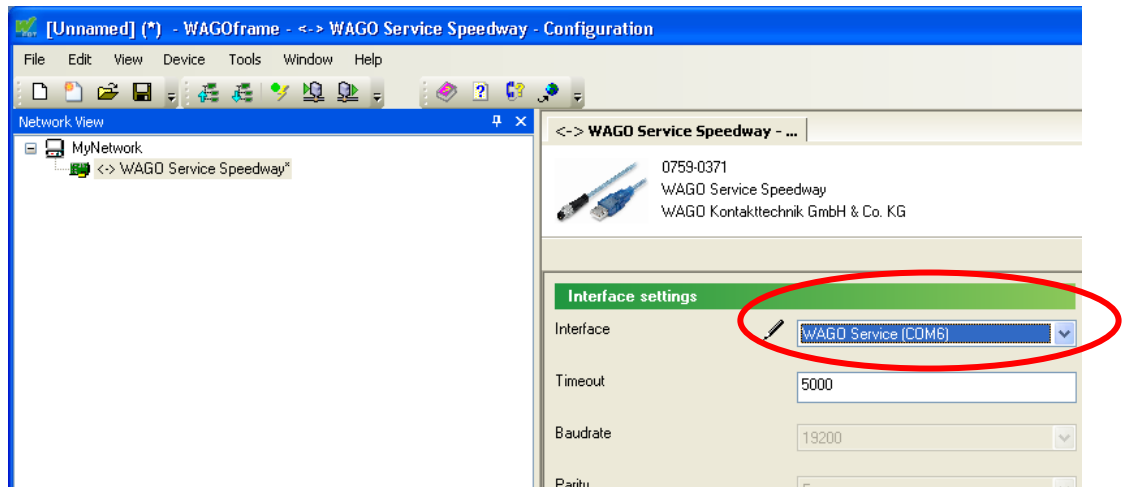 [Unnamed] (*) - WAGOframe - <-> WAGO Service Speedway - Configuration
File Edit View Device Tools Window Help
Network View
MyNetwork
<-> WAGO Service Speedway*
<-> WAGO Service Speedway - ...
0759-0371
WAGO Service Speedway
WAGO Kontakttechnik GmbH & Co. KG
Interface settings
Interface WAGO Service (COM6)
Timeout 5000
Baudrate 19200
Parity